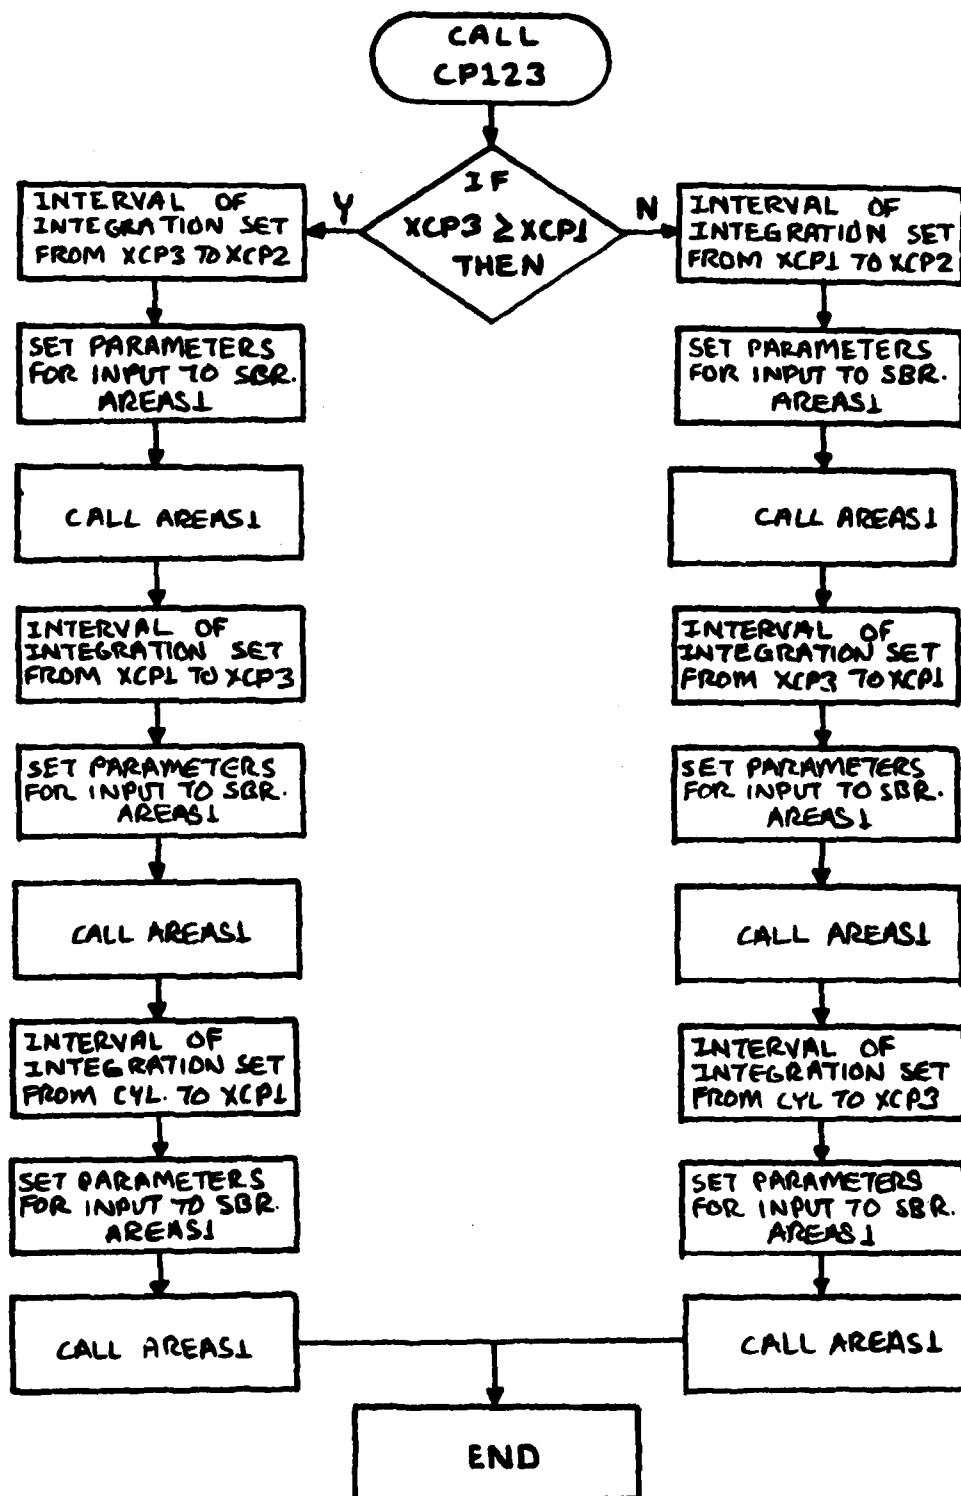 CALL
CP123
IF
XCP3 ≥ XCP1
THEN
Y
N
INTERVAL OF
INTEGRATION SET
FROM XCP3 TO XCP2
SET PARAMETERS
FOR INPUT TO SBR.
AREAS1
CALL AREAS1
INTERVAL OF
INTEGRATION SET
FROM XCP1 TO XCP3
SET PARAMETERS
FOR INPUT TO SBR.
AREAS1
CALL AREAS1
INTERVAL OF
INTEGRATION SET
FROM CYL. TO XCP1
SET PARAMETERS
FOR INPUT TO SBR.
AREAS1
CALL AREAS1
INTERVAL OF
INTEGRATION SET
FROM XCP1 TO XCP2
SET PARAMETERS
FOR INPUT TO SBR.
AREAS1
CALL AREAS1
INTERVAL OF
INTEGRATION SET
FROM XCP3 TO XCP1
SET PARAMETERS
FOR INPUT TO SBR.
AREAS1
CALL AREAS1
INTERVAL OF
INTEGRATION SET
FROM CYL TO XCP3
SET PARAMETERS
FOR INPUT TO SBR.
AREAS1
CALL AREAS1
END